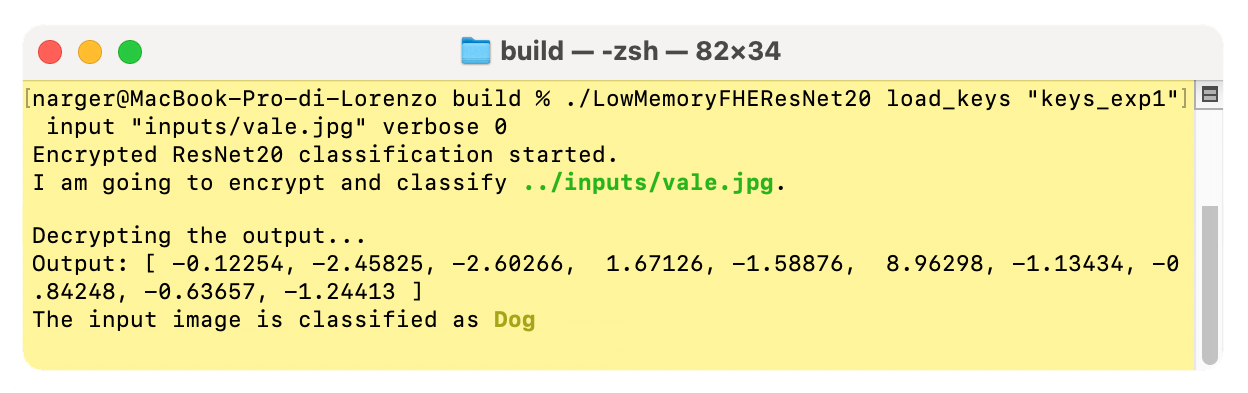 build — -zsh — 82×34
[narger@MacBook-Pro-di-Lorenzo build % ./LowMemoryFHEResNet20 load_keys "keys_exp1"]
 input "inputs/vale.jpg" verbose 0
Encrypted ResNet20 classification started.
I am going to encrypt and classify ../inputs/vale.jpg.
Decrypting the output...
Output: [ -0.12254, -2.45825, -2.60266,  1.67126, -1.58876,  8.96298, -1.13434, -0
.84248, -0.63657, -1.24413 ]
The input image is classified as Dog